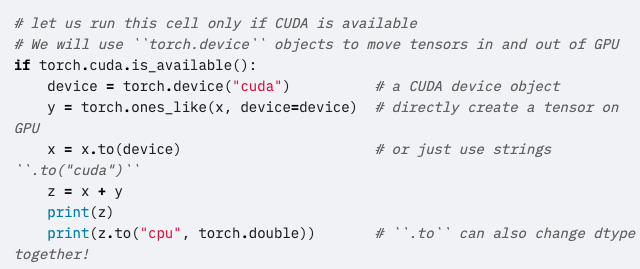 # let us run this cell only if CUDA is available
# We will use ``torch.device`` objects to move tensors in and out of GPU
if torch.cuda.is_available():
    device = torch.device("cuda")          # a CUDA device object
    y = torch.ones_like(x, device=device)  # directly create a tensor on
GPU
    x = x.to(device)                       # or just use strings
``.to("cuda")``
    z = x + y
    print(z)
    print(z.to("cpu", torch.double))       # ``.to`` can also change dtype
together!